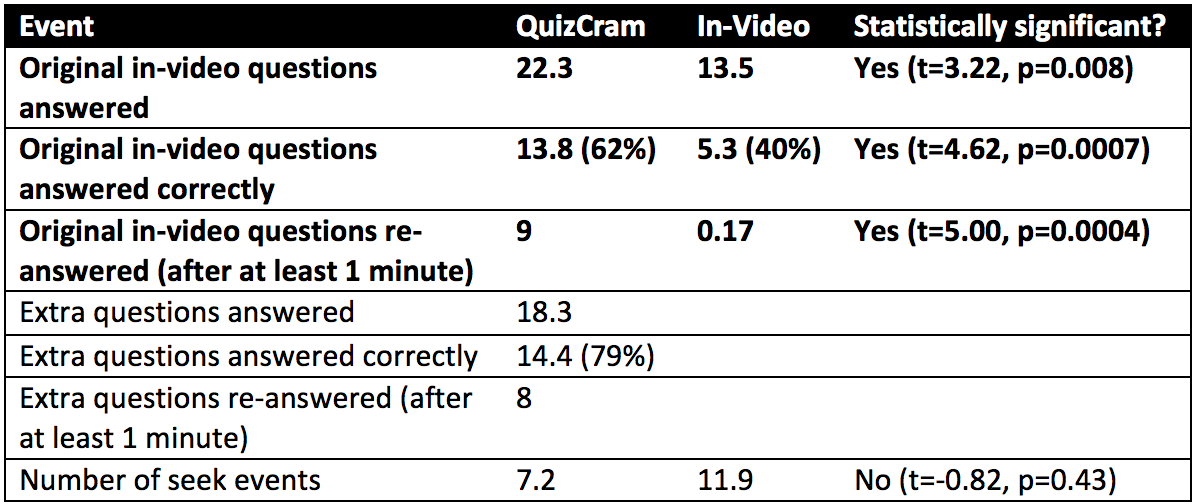 Event QuizCram In-Video Statistically significant?
Original in-video questions 22.3 13.5 Yes (t=3.22, p=0.008)
answered
Original in-video questions 13.8 (62%) 5.3 (40%) Yes (t=4.62, p=0.0007)
answered correctly
Original in-video questions re- 9 0.17 Yes (t=5.00, p=0.0004)
answered (after at least 1 minute)
Extra questions answered 18.3
Extra questions answered correctly 14.4 (79%)
Extra questions re-answered (after 8
at least 1 minute)
Number of seek events 7.2 11.9 No (t=-0.82, p=0.43)